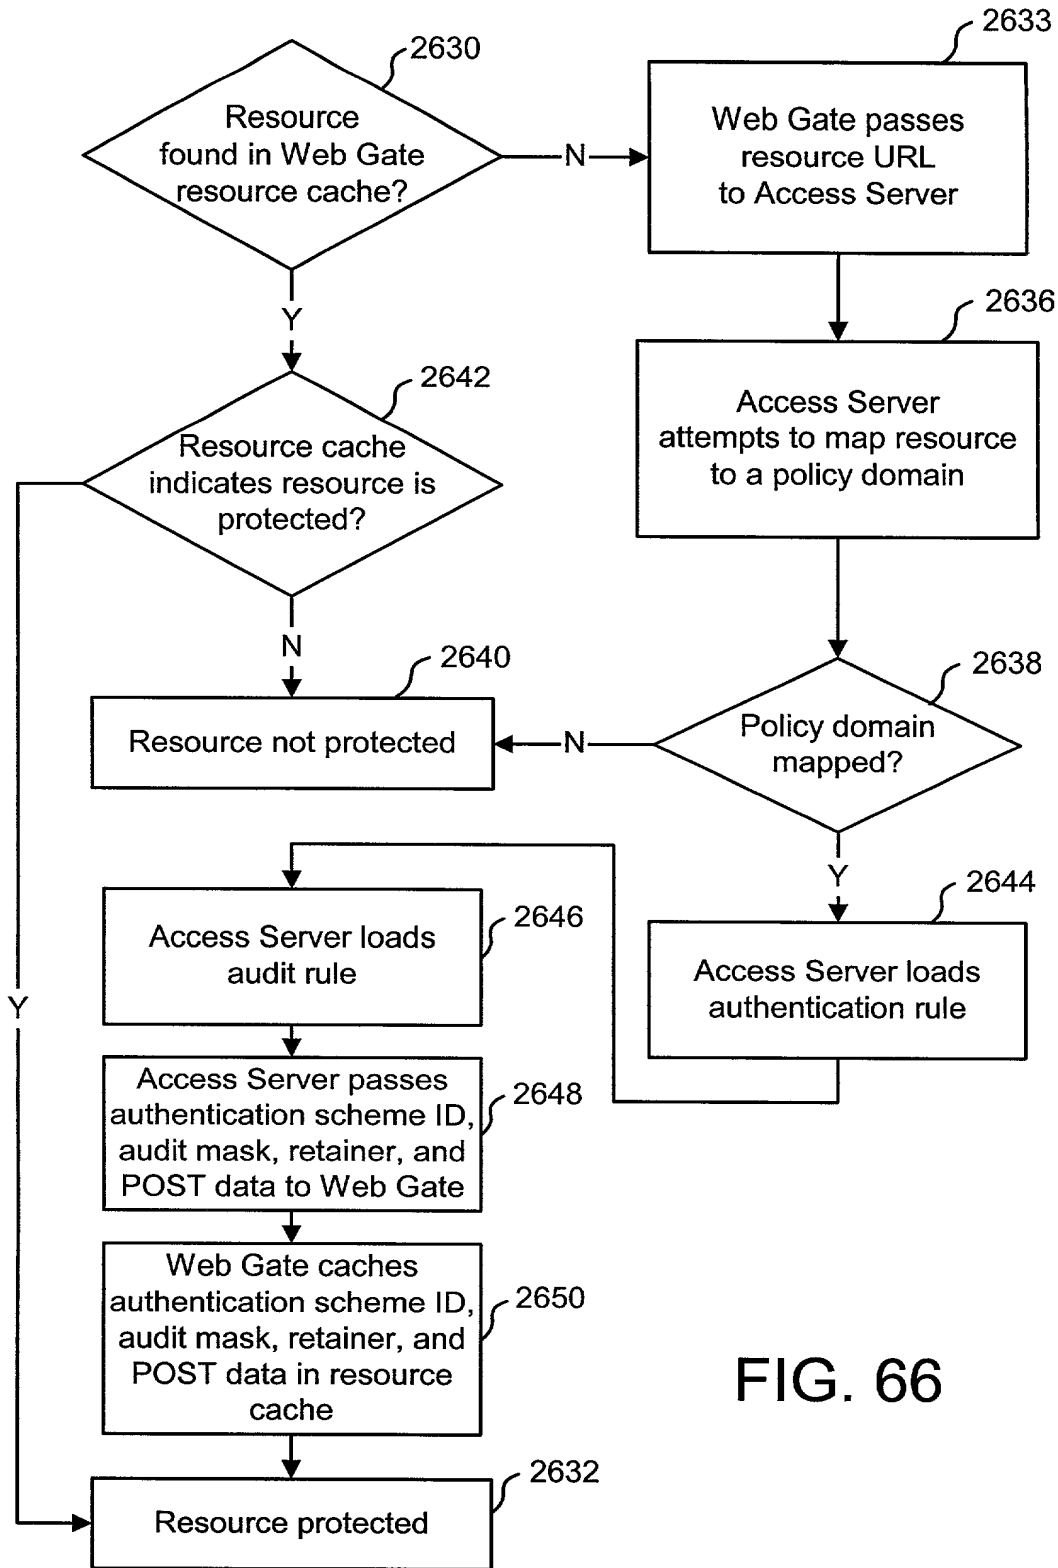 2630
Resource
found in Web Gate
resource cache?
N
2633
Web Gate passes
resource URL
to Access Server
Y
2636
Access Server
attempts to map resource
to a policy domain
2642
Resource cache
indicates resource is
protected?
N
2640
Resource not protected
N
2638
Policy domain
mapped?
Y
2644
Access Server loads
authentication rule
2646
Access Server loads
audit rule
Y
2648
Access Server passes
authentication scheme ID,
audit mask, retainer, and
POST data to Web Gate
2650
Web Gate caches
authentication scheme ID,
audit mask, retainer, and
POST data in resource
cache
2632
Resource protected
FIG. 66